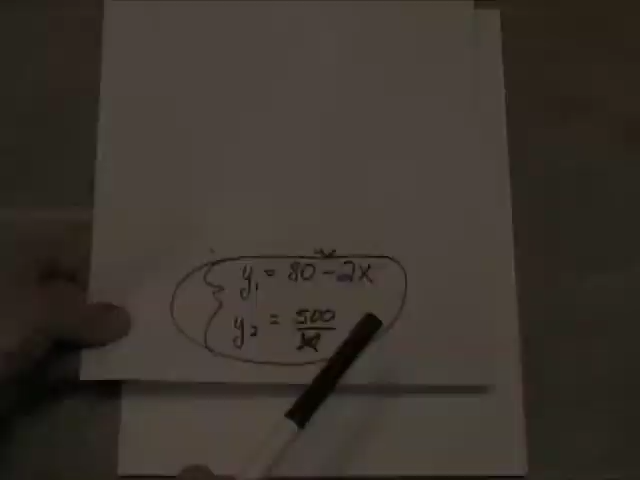 y₁ = 80 - 2x
y₂ = 500 /